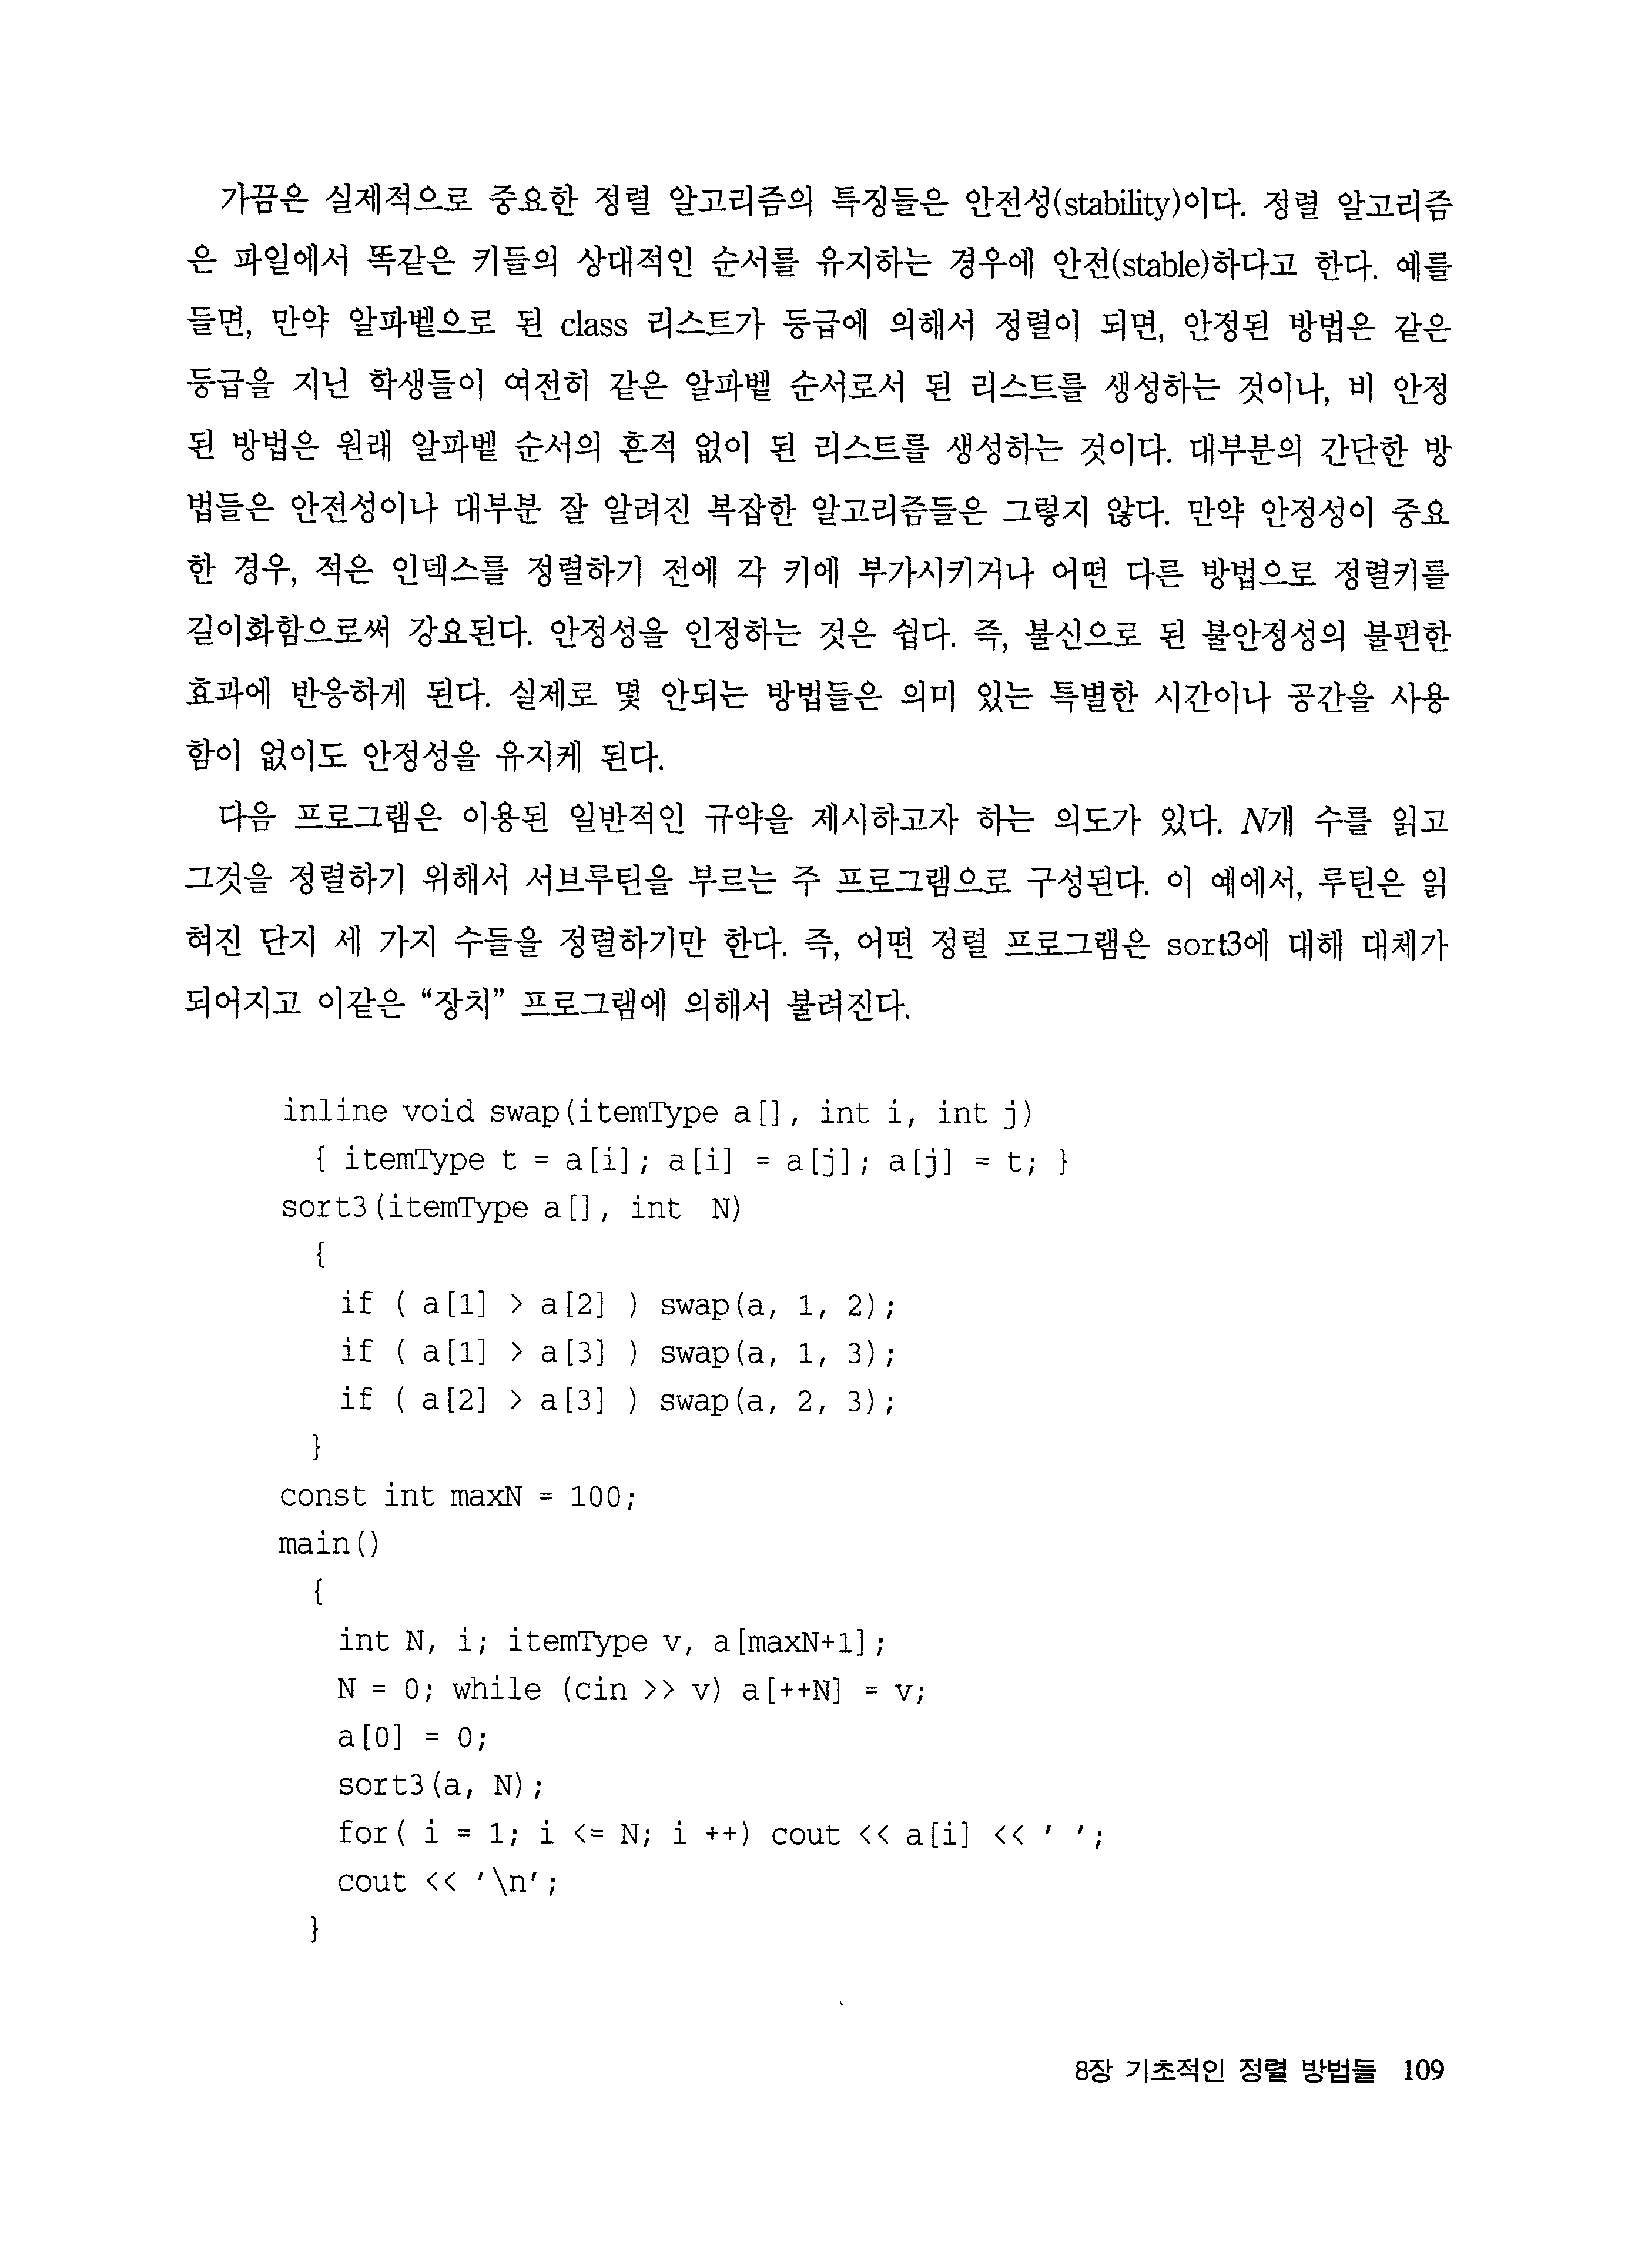 가끔은 실제적으로 중요한 정렬 알고리즘의 특징들은 안전성(stability)이다. 정렬 알고리즘
은 파일에서 똑같은 키들의 상대적인 순서를 유지하는 경우에 안전(stable)하다고 한다. 예를
들면, 만약 알파벨으로 된 class 리스트가 등급에 의해서 정렬이 되면, 안정된 방법은 같은
등급을 지닌 학생들이 여전히 같은 알파벨 순서로서 된 리스트를 생성하는 것이나, 비 안정
된 방법은 원래 알파벨 순서의 흔적 없이 된 리스트를 생성하는 것이다. 대부분의 간단한 방
법들은 안전성이나 대부분 잘 알려진 복잡한 알고리즘들은 그렇지 않다. 만약 안정성이 중요
한 경우, 적은 인덱스를 정렬하기 전에 각 키에 부가시키거나 어떤 다른 방법으로 정렬키를
길이화함으로써 강요된다. 안정성을 인정하는 것은 쉽다. 즉, 불신으로 된 불안정성의 불편한
효과에 반응하게 된다. 실제로 몇 안되는 방법들은 의미 있는 특별한 시간이나 공간을 사용
함이 없이도 안정성을 유지케 된다.
다음 프로그램은 이용된 일반적인 규약을 제시하고자 하는 의도가 있다. N개 수를 읽고
그것을 정렬하기 위해서 서브루틴을 부르는 주 프로그램으로 구성된다. 이 예에서, 루틴은 읽
혀진 단지 세 가지 수들을 정렬하기만 한다. 즉, 어떤 정렬 프로그램은 sort3에 대해 대체가
되어지고 이같은 “장치” 프로그램에 의해서 불려진다.
inline void swap(itemType a[], int i, int j)
{ itemType t = a[i]; a[i] = a[j]; a[j] = t; }
sort3(itemType a[], int N)
{
if ( a[1] > a[2] ) swap(a, 1, 2);
if ( a[1] > a[3] ) swap(a, 1, 3);
if ( a[2] > a[3] ) swap(a, 2, 3);
}
const int maxN = 100;
main()
{
int N, i; itemType v, a[maxN+1];
N = 0; while (cin >> v) a[++N] = v;
a[0] = 0;
sort3(a, N);
for( i = 1; i <= N; i ++) cout << a[i] << ' ';
cout << '\n';
}
8장 기초적인 정렬 방법들 109